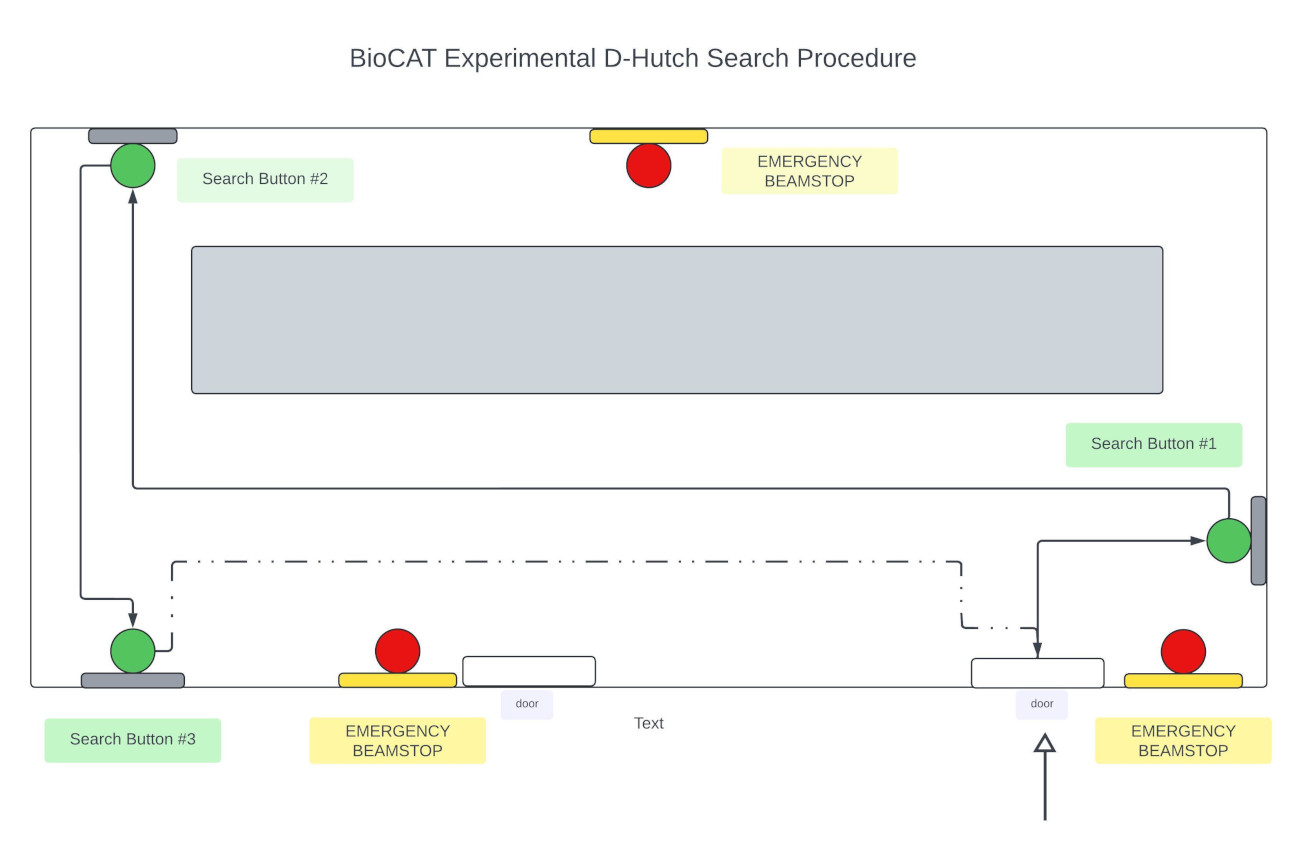 BioCAT Experimental D-Hutch Search Procedure
Search Button #2
EMERGENCY
BEAMSTOP
Search Button #1
door
door
Search Button #3
EMERGENCY
BEAMSTOP
Text
EMERGENCY
BEAMSTOP